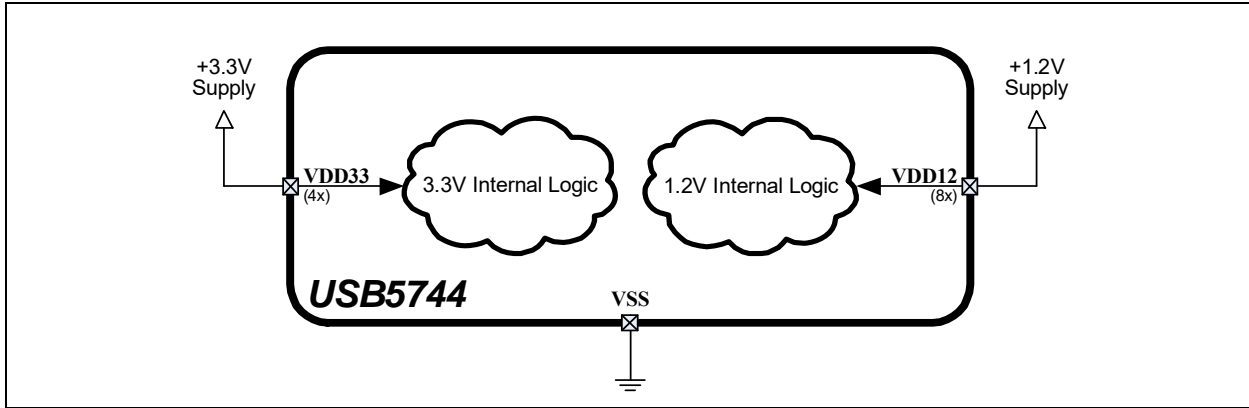 +3.3V
Supply
+1.2V
Supply
VDD33
(4x)
3.3V Internal Logic
1.2V Internal Logic
VDD12
(8x)
USB5744
VSS